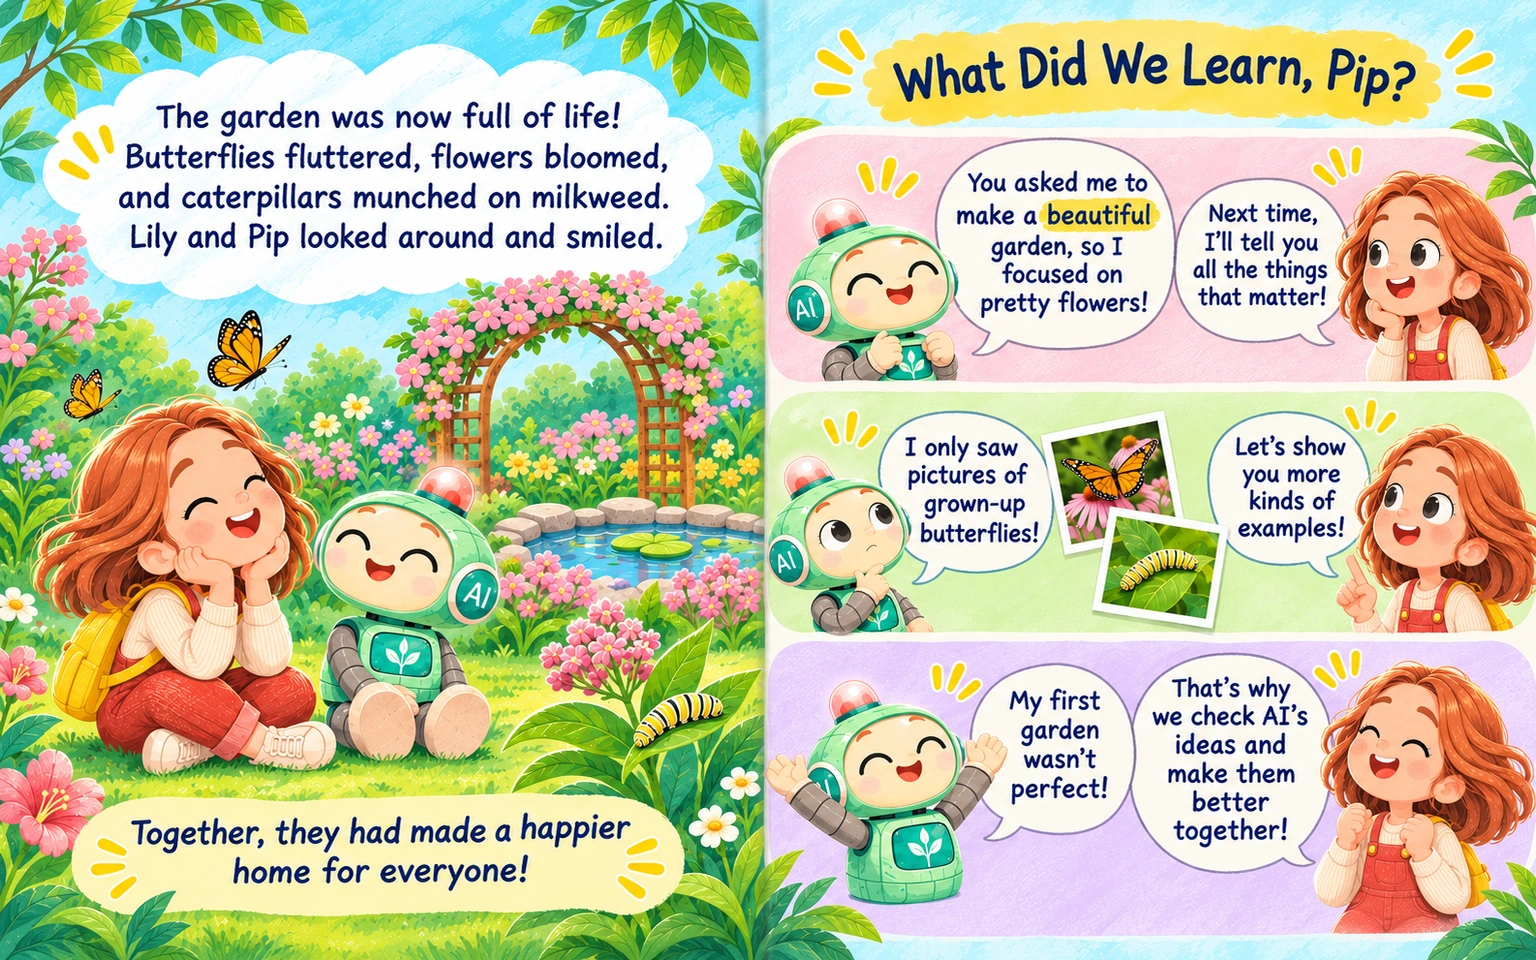 The garden was now full of life!
Butterflies fluttered, flowers bloomed,
and caterpillars munched on milkweed.
Lily and Pip looked around and smiled.
AI
Together, they had made a happier
home for everyone!
What Did We Learn, Pip?
You asked me to
make a beautiful
garden, so I
focused on
pretty flowers!
Next time,
I'll tell you
all the things
that matter!
AI
I only saw
pictures of
grown-up
butterflies!
Let's show
you more
kinds of
examples!
AI
My first
garden
wasn't
perfect!
That's why
we check AI's
ideas and
make them
better
together!